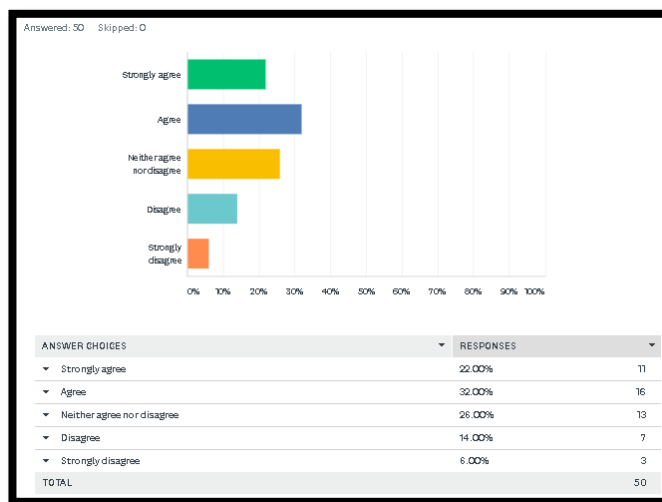 Answered: 50 Skipped: 0
Strongly agree
Agree
Neither agree
nor disagree
Disagree
Strongly
disagree
0% 10% 20% 30% 40% 50% 60% 70% 80% 90% 100%
ANSWER CHOICES RESPONSES
Strongly agree 22.00% 11
Agree 32.00% 16
Neither agree nor disagree 26.00% 13
Disagree 14.00% 7
Strongly disagree 6.00% 3
TOTAL 50